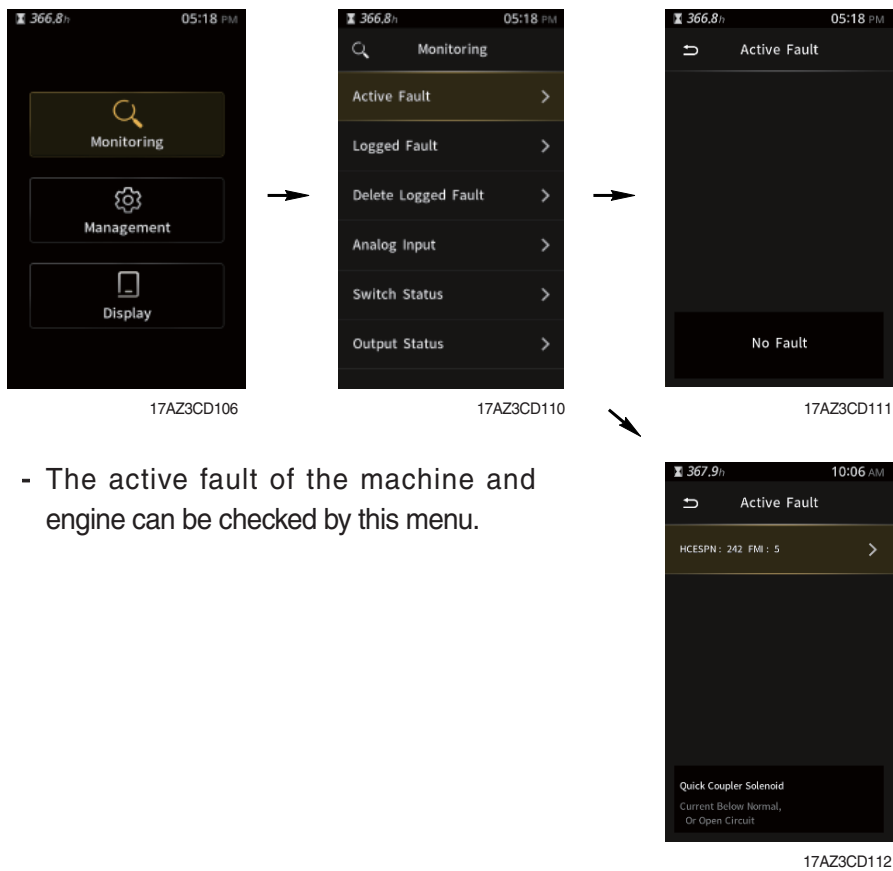 366.8h 05:18 PM
Monitoring
Management
Display
17AZ3CD106
366.8h 05:18 PM
Monitoring
Active Fault
Logged Fault
Delete Logged Fault
Analog Input
Switch Status
Output Status
17AZ3CD110
366.8h 05:18 PM
Active Fault
No Fault
17AZ3CD111
- The active fault of the machine and
engine can be checked by this menu.
367.9h 10:06 AM
Active Fault
HCESPN : 242 FMI : 5
Quick Coupler Solenoid
Current Below Normal,
Or Open Circuit
17AZ3CD112